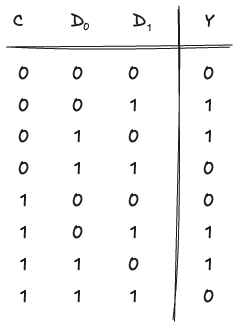 C D₀ D₁ Y
0 0 0 0
0 0 1 1
0 1 0 1
0 1 1 0
1 0 0 0
1 0 1 1
1 1 0 1
1 1 1 0